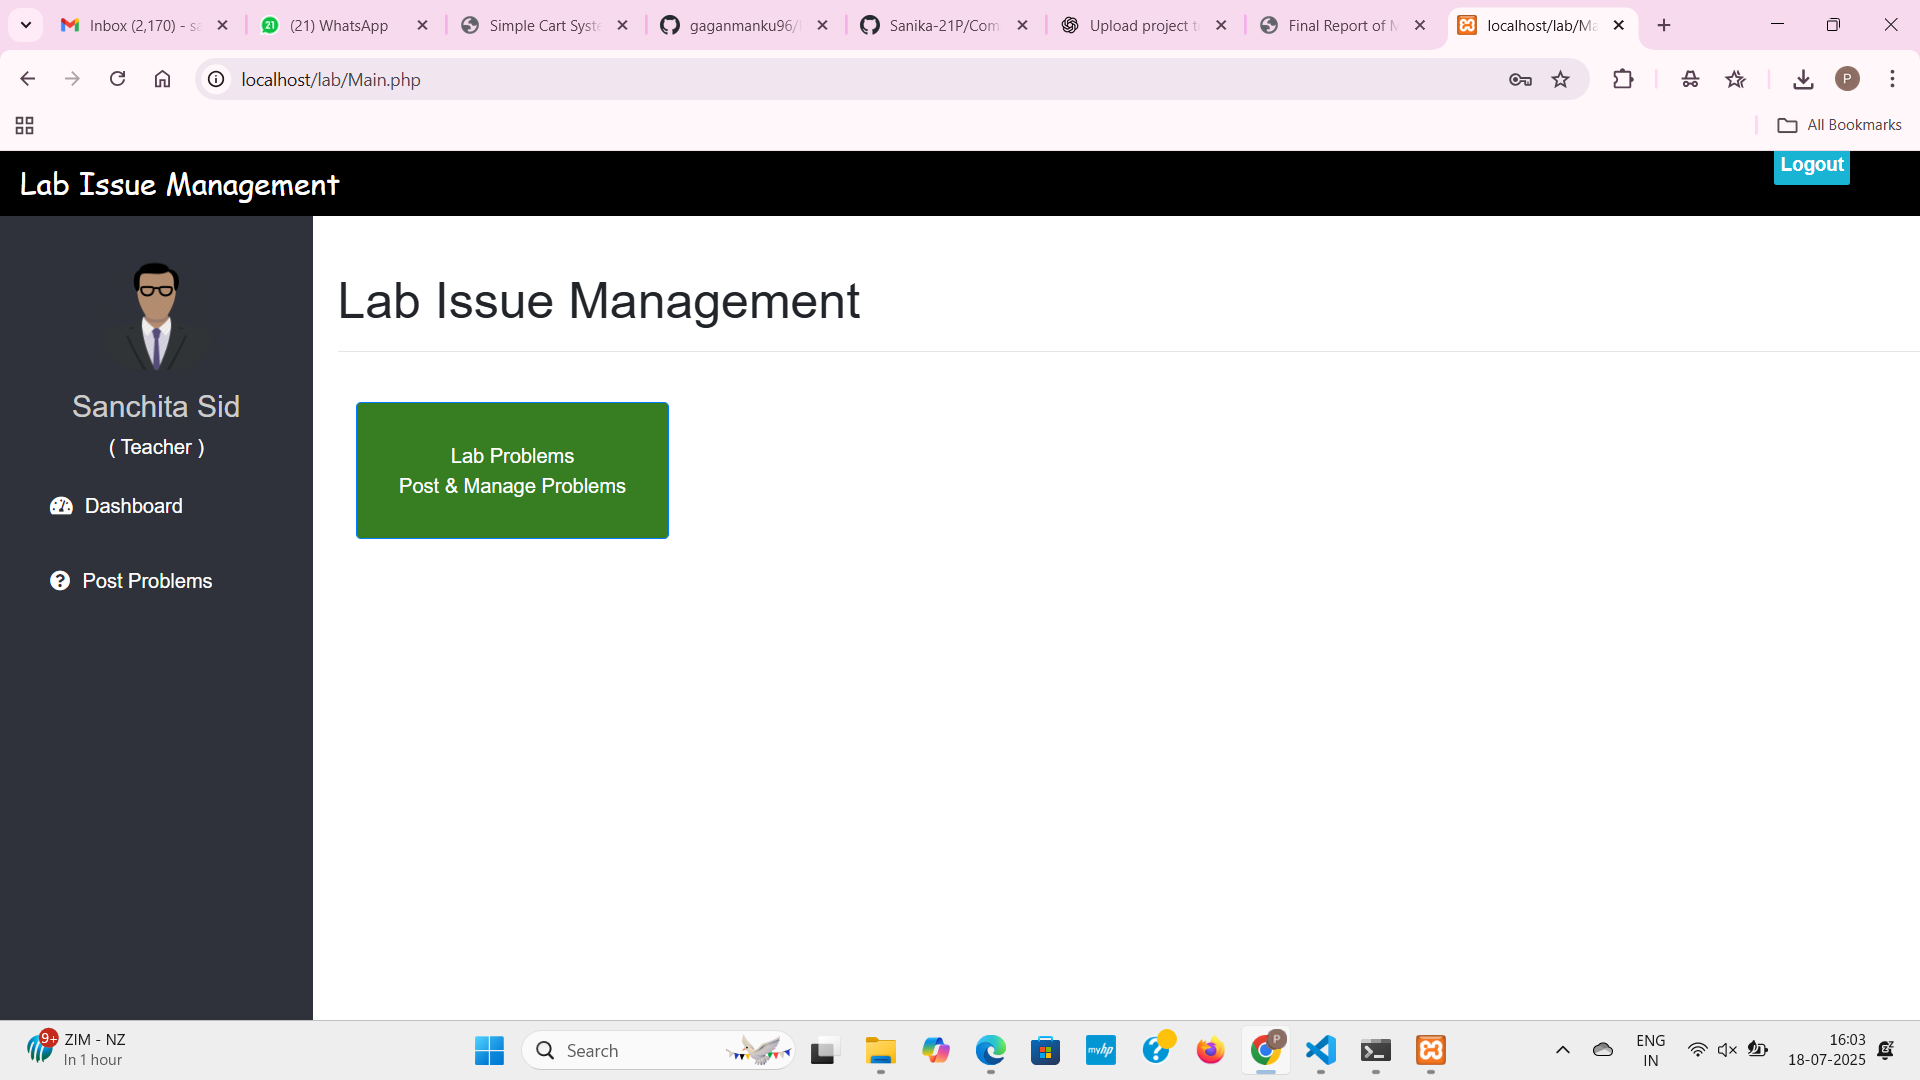 Inbox (2,170) - sa
(21) WhatsApp
Simple Cart Syste
gaganmanku96/
Sanika-21P/Com
Upload project to
Final Report of M
localhost/lab/Ma
localhost/lab/Main.php
P
All Bookmarks
Lab Issue Management
Logout
Sanchita Sid
( Teacher )
Dashboard
Post Problems
Lab Issue Management
Lab Problems
Post & Manage Problems
9+
ZIM - NZ
In 1 hour
Search
myhp
P
ENG
IN
16:03
18-07-2025